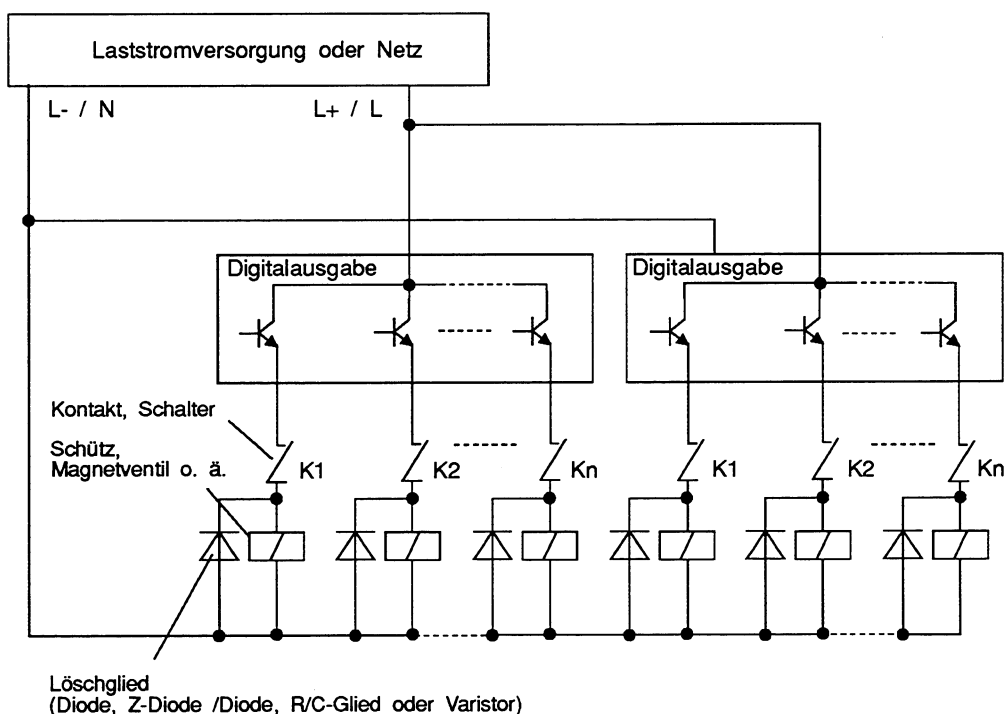 Laststromversorgung oder Netz
L- / N
L+ / L
Digitalausgabe
Digitalausgabe
Kontakt, Schalter
Schütz,
Magnetventil o. ä.
K1
K2
Kn
K1
K2
Kn
Löschglied
(Diode, Z-Diode /Diode, R/C-Glied oder Varistor)